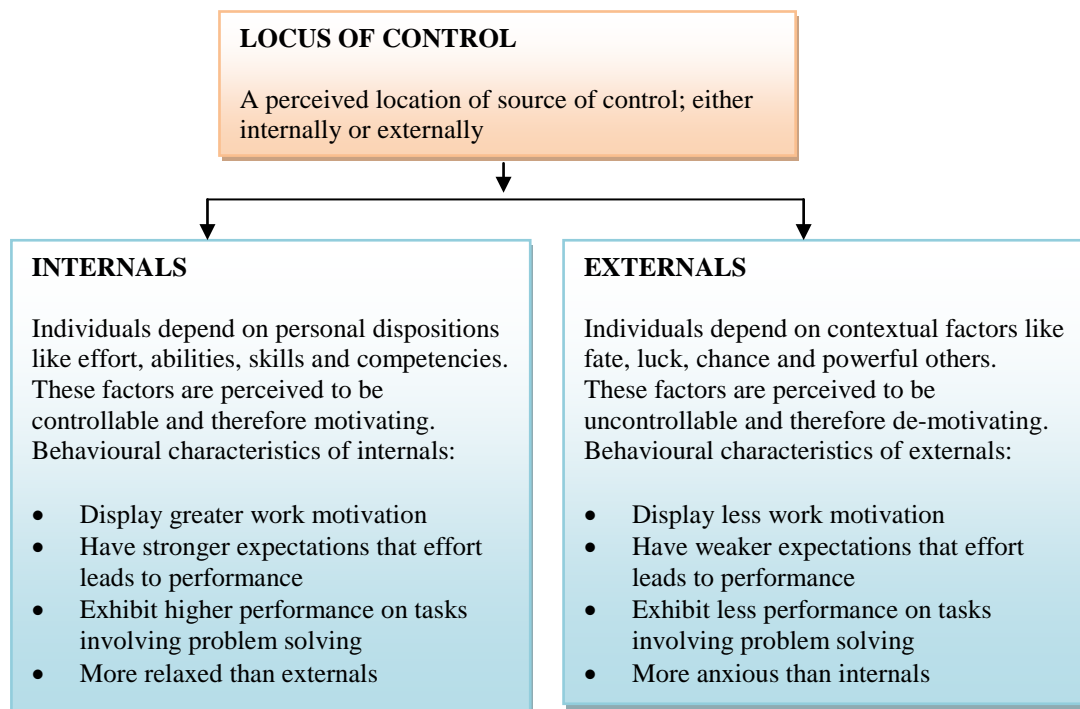 LOCUS OF CONTROL
A perceived location of source of control; either
internally or externally
INTERNALS
Individuals depend on personal dispositions
like effort, abilities, skills and competencies.
These factors are perceived to be
controllable and therefore motivating.
Behavioural characteristics of internals:
• Display greater work motivation
• Have stronger expectations that effort
leads to performance
• Exhibit higher performance on tasks
involving problem solving
• More relaxed than externals
EXTERNALS
Individuals depend on contextual factors like
fate, luck, chance and powerful others.
These factors are perceived to be
uncontrollable and therefore de-motivating.
Behavioural characteristics of externals:
• Display less work motivation
• Have weaker expectations that effort
leads to performance
• Exhibit less performance on tasks
involving problem solving
• More anxious than internals